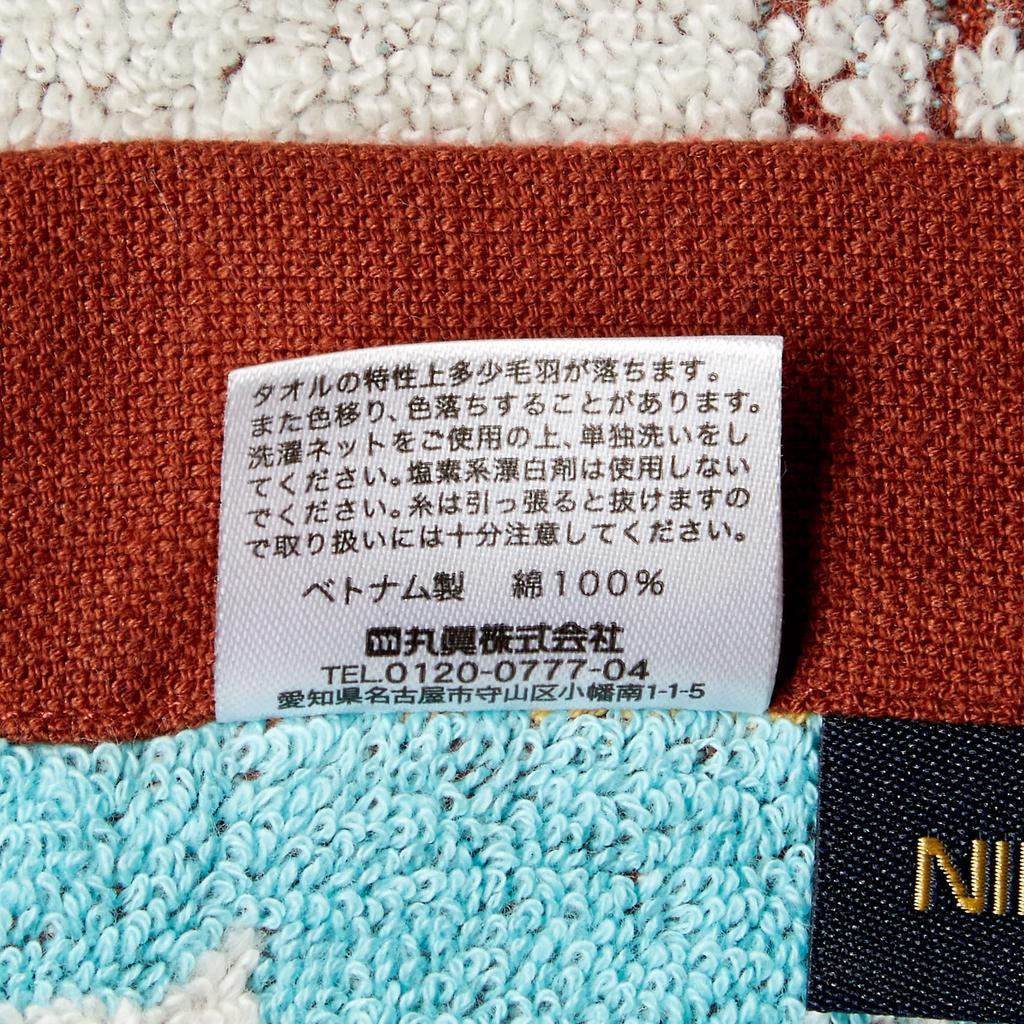 タオルの特性上多少毛羽が落ちます。
また色移り、色落ちすることがあります。
洗濯ネットをご使用の上、単独洗いをし
てください。塩素系漂白剤は使用しない
でください。糸は引っ張ると抜けますの
で取り扱いには十分注意してください。
ベトナム製 綿100%
丸眞株式会社
TEL.0120-0777-04
愛知県名古屋市守山区小幡南1-1-5